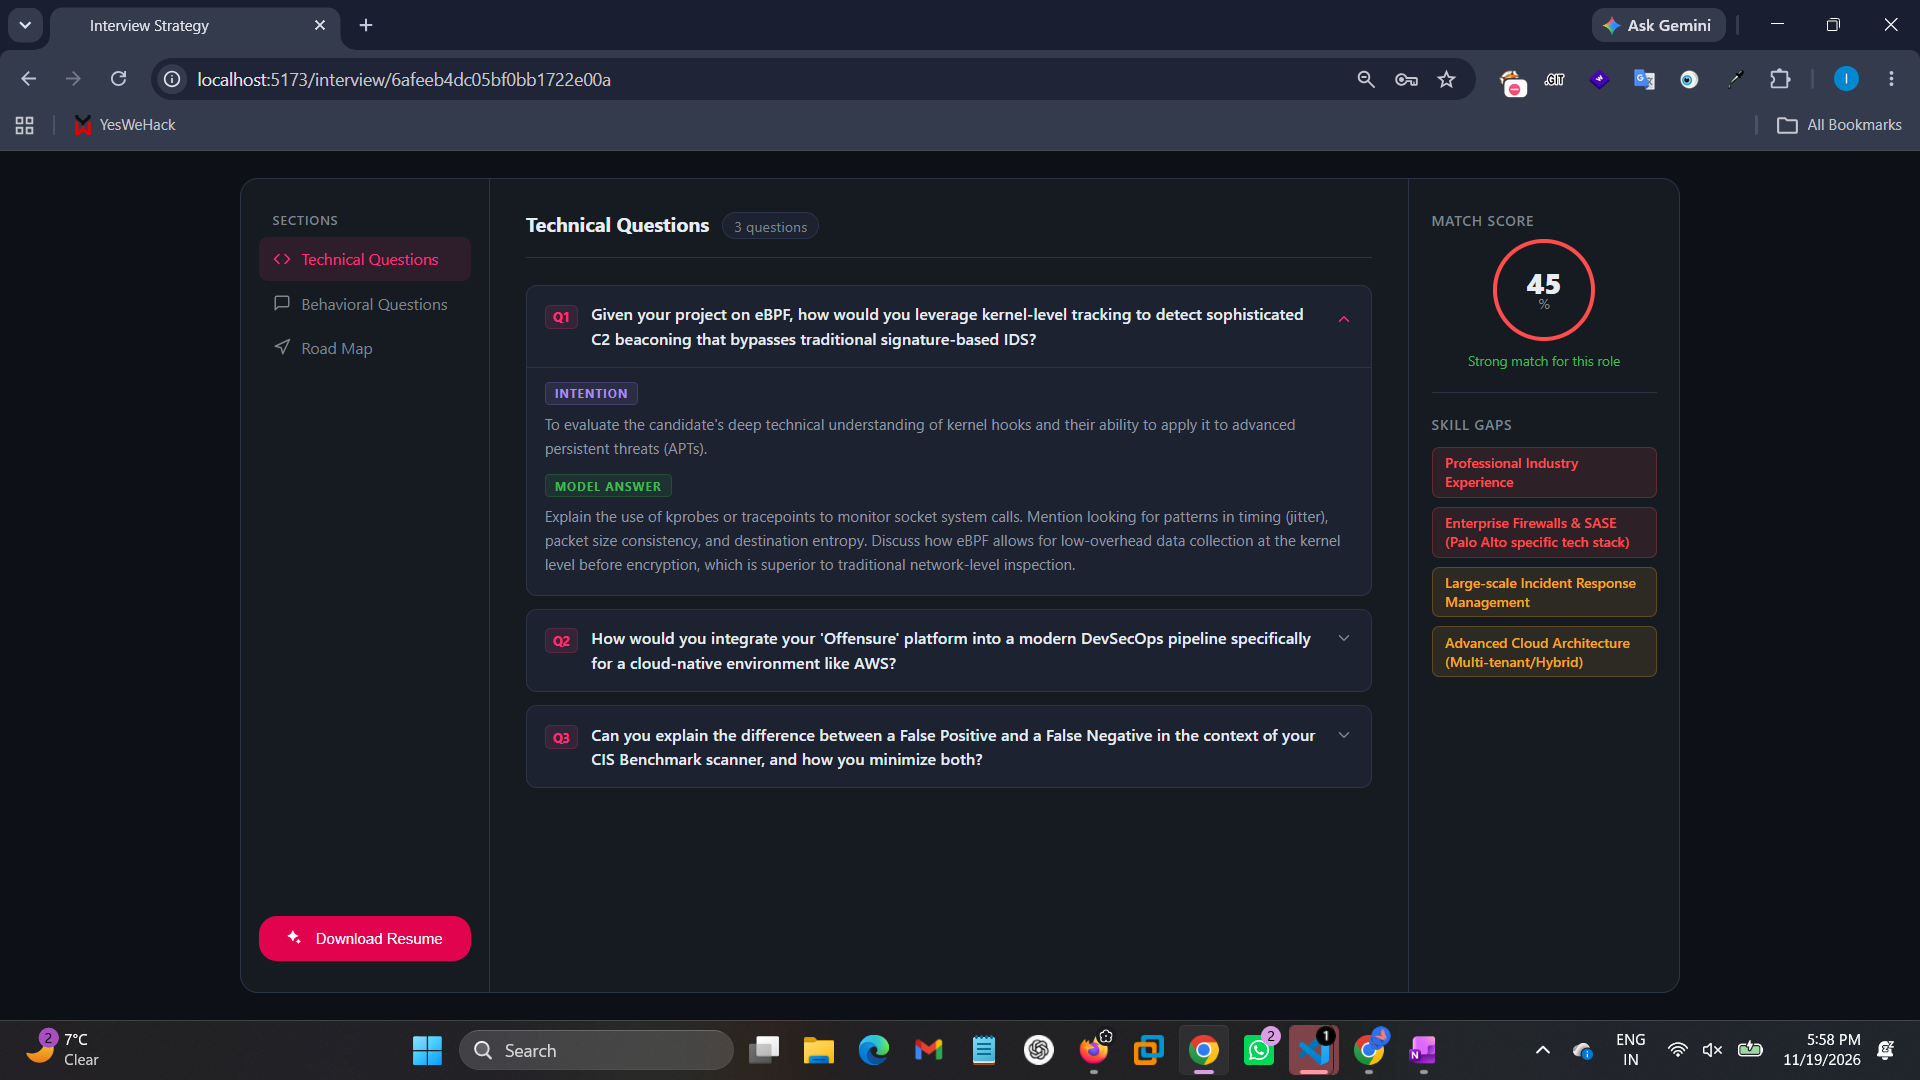 Interview Strategy
Ask Gemini
localhost:5173/interview/6afeeb4dc05bf0bb1722e00a
.GIT
I
YesWeHack
All Bookmarks
SECTIONS
Technical Questions
Behavioral Questions
Road Map
Download Resume
Technical Questions
3 questions
Q1
Given your project on eBPF, how would you leverage kernel-level tracking to detect sophisticated
C2 beaconing that bypasses traditional signature-based IDS?
INTENTION
To evaluate the candidate's deep technical understanding of kernel hooks and their ability to apply it to advanced
persistent threats (APTs).
MODEL ANSWER
Explain the use of kprobes or tracepoints to monitor socket system calls. Mention looking for patterns in timing (jitter),
packet size consistency, and destination entropy. Discuss how eBPF allows for low-overhead data collection at the kernel
level before encryption, which is superior to traditional network-level inspection.
Q2
How would you integrate your 'Offensure' platform into a modern DevSecOps pipeline specifically
for a cloud-native environment like AWS?
Q3
Can you explain the difference between a False Positive and a False Negative in the context of your
CIS Benchmark scanner, and how you minimize both?
MATCH SCORE
45
%
Strong match for this role
SKILL GAPS
Professional Industry
Experience
Enterprise Firewalls & SASE
(Palo Alto specific tech stack)
Large-scale Incident Response
Management
Advanced Cloud Architecture
(Multi-tenant/Hybrid)
2
7°C
Clear
Search
2
1
N
ENG
IN
5:58 PM
11/19/2026